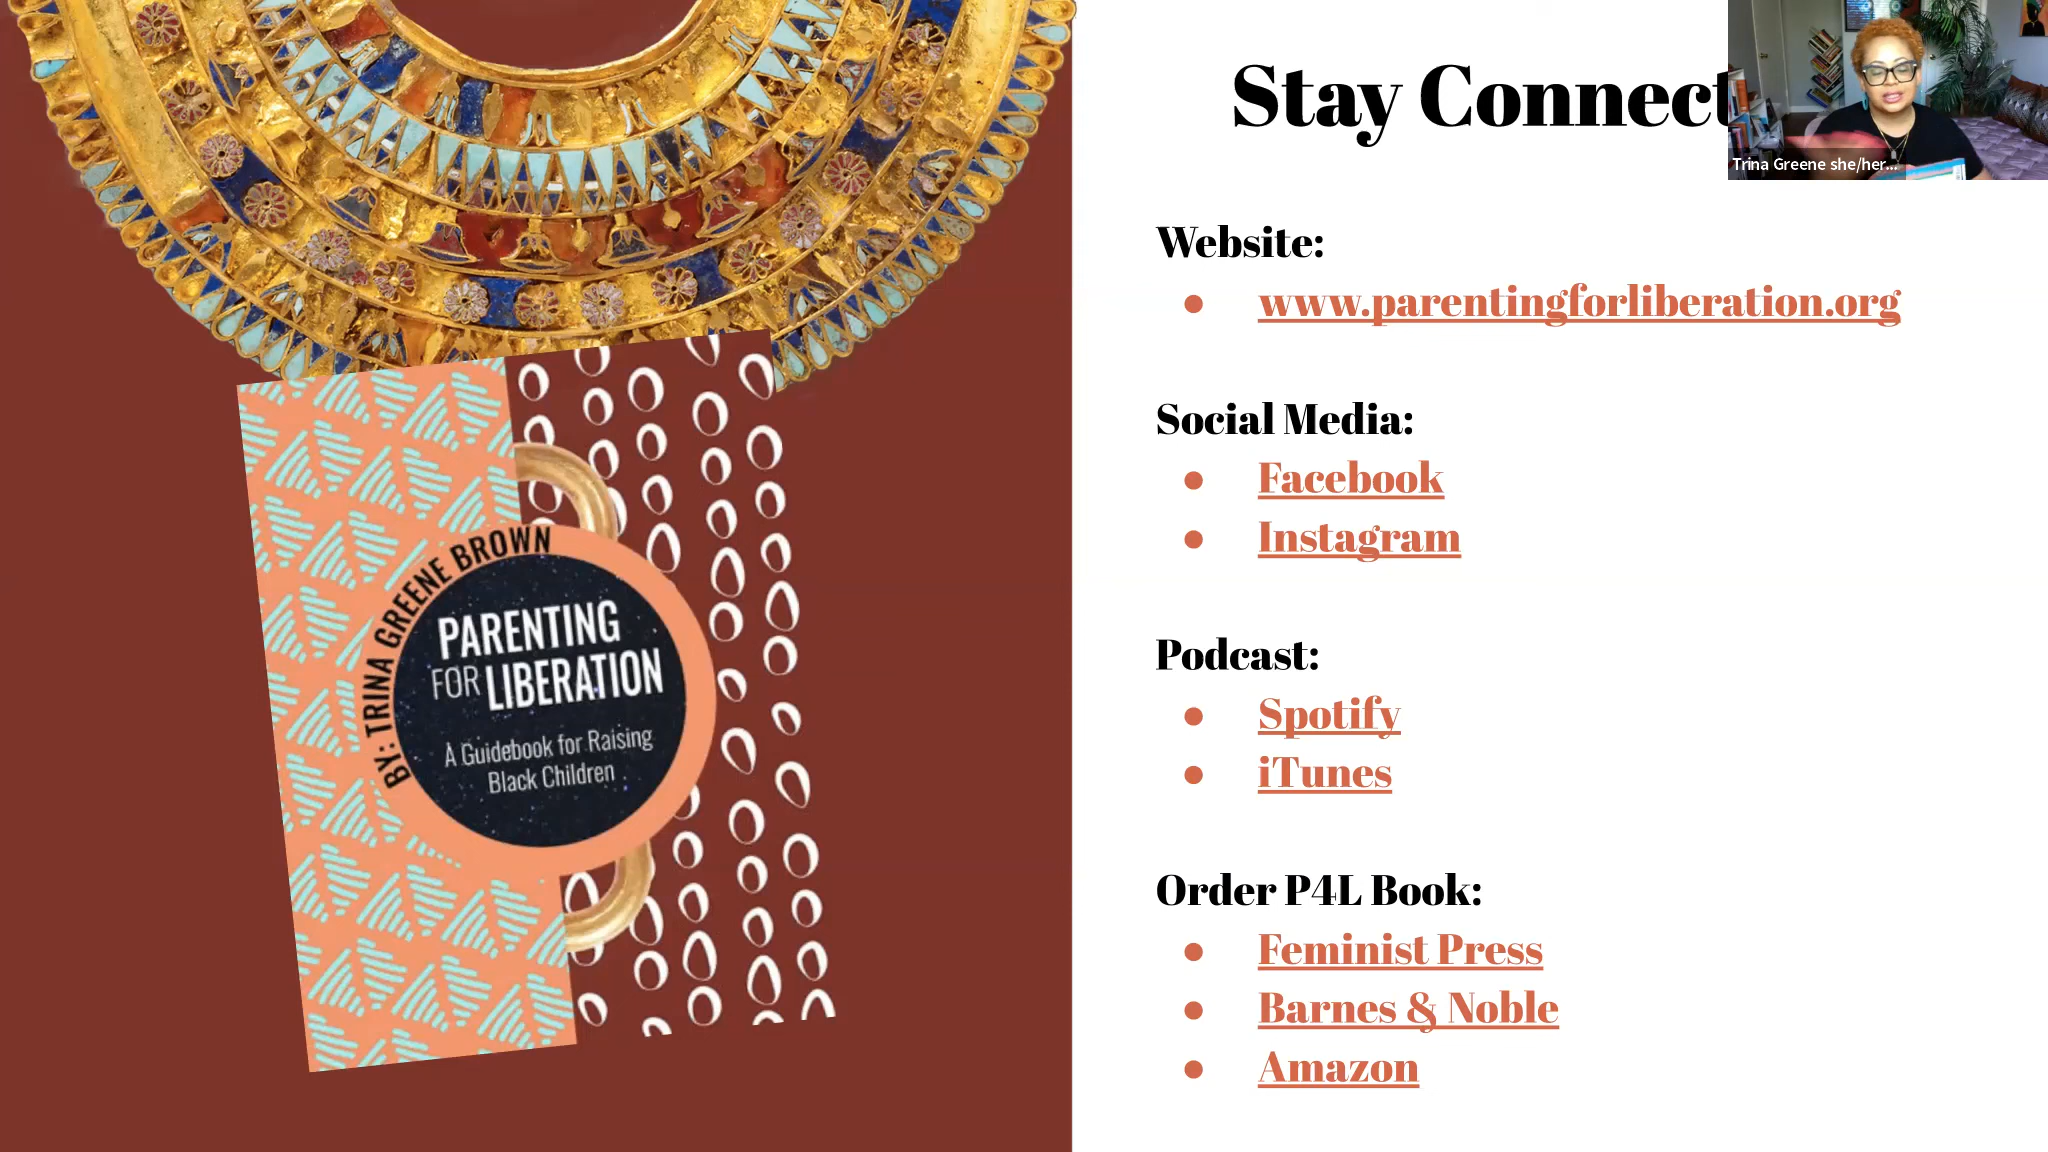 BY: TRINA GREENE BROWN
PARENTING
FOR LIBERATION
A Guidebook for Raising
Black Children
Stay Connect
Trina Greene she/her...
Website:
● www.parentingforliberation.org
Social Media:
● Facebook
● Instagram
Podcast:
● Spotify
● iTunes
Order P4L Book:
● Feminist Press
● Barnes & Noble
● Amazon